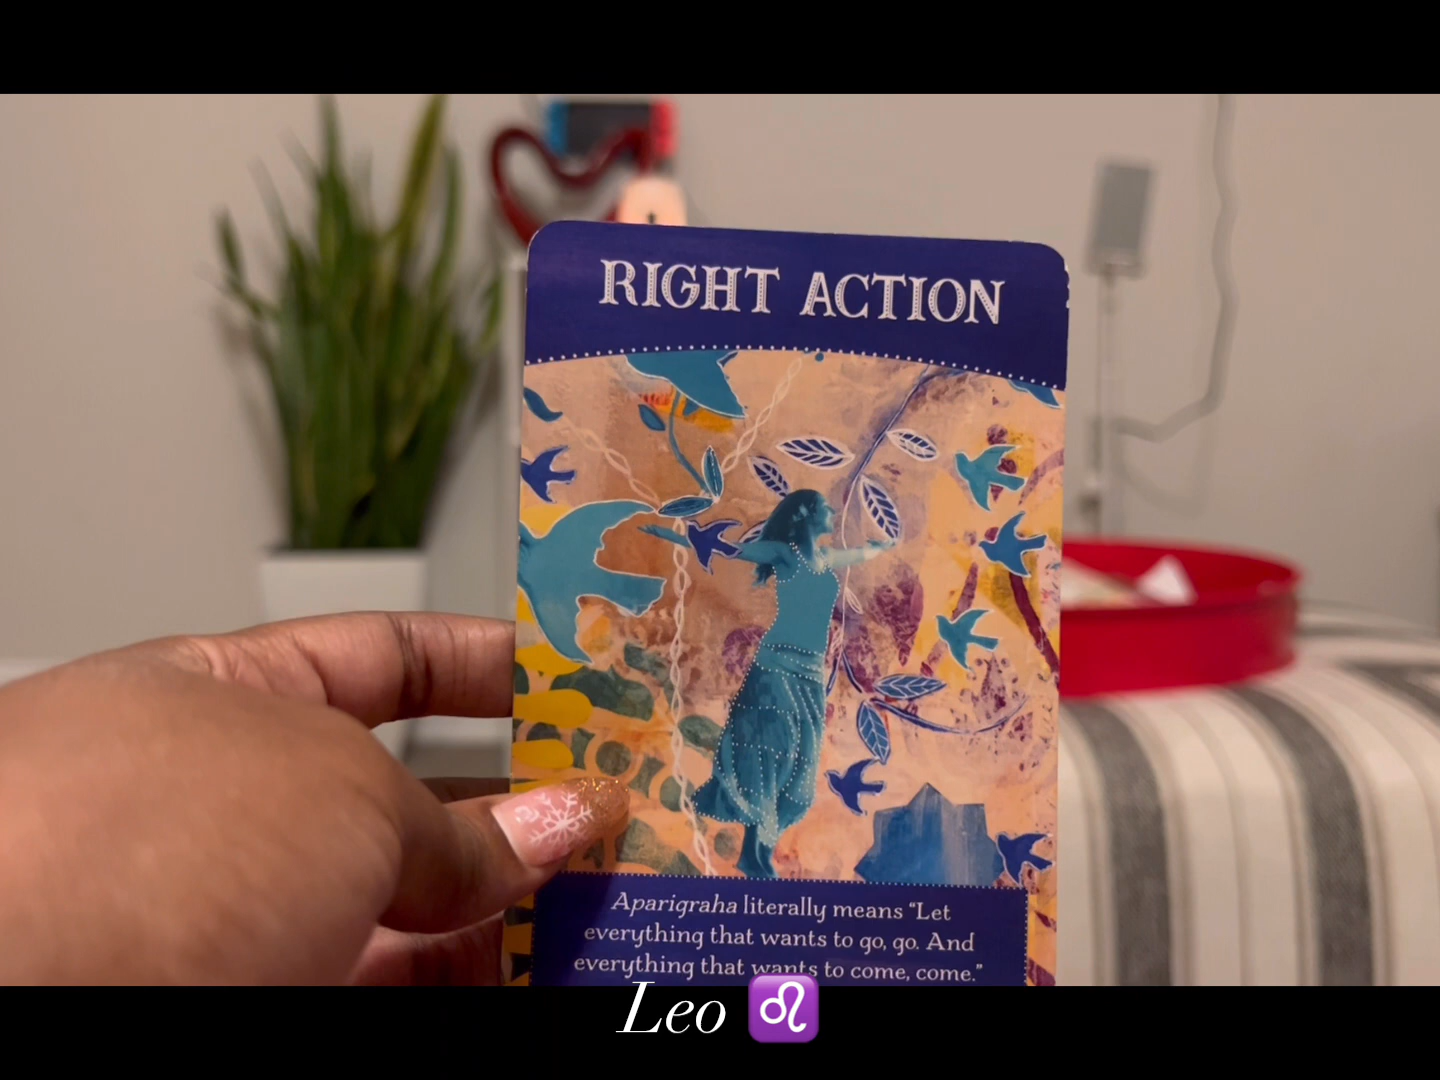 RIGHT ACTION
Aparigraha literally means “Let
everything that wants to go, go. And
everything that wants to come, come.”
Leo ♌